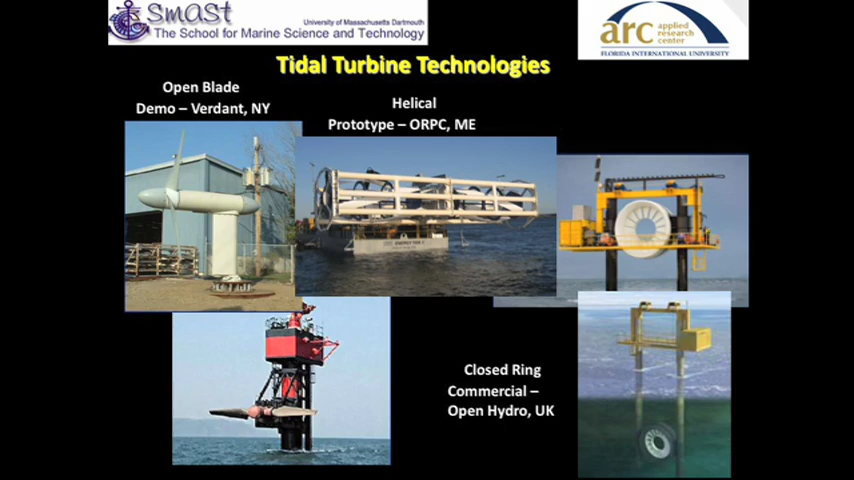 smast
University of Massachusetts Dartmouth
The School for Marine Science and Technology
arc applied research center
FLORIDA INTERNATIONAL UNIVERSITY
Tidal Turbine Technologies
Open Blade
Demo – Verdant, NY
Helical
Prototype – ORPC, ME
Closed Ring
Commercial –
Open Hydro, UK